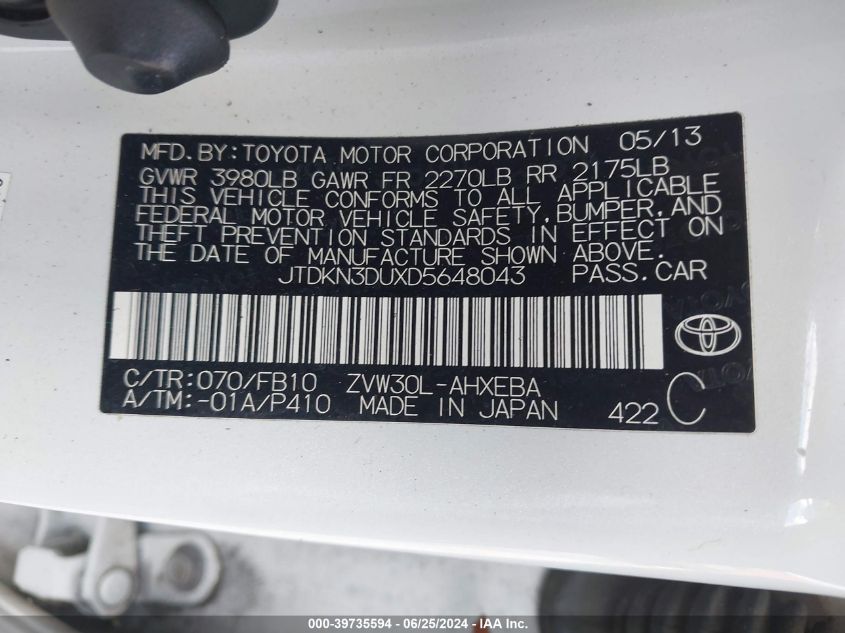 MFD. BY: TOYOTA MOTOR CORPORATION 05/13
GVWR 3980LB GAWR FR 2270LB RR 2175LB
THIS VEHICLE CONFORMS TO ALL APPLICABLE
FEDERAL MOTOR VEHICLE SAFETY, BUMPER, AND
THEFT PREVENTION STANDARDS IN EFFECT ON
THE DATE OF MANUFACTURE SHOWN ABOVE.
JTDKN3DUXD5648043 PASS. CAR
C/TR: 070/FB10 ZVW30L-AHXEBA
A/TM: -01A/P410 MADE IN JAPAN 422 C
000-39735594 / 06/25/2024 - IAA Inc.